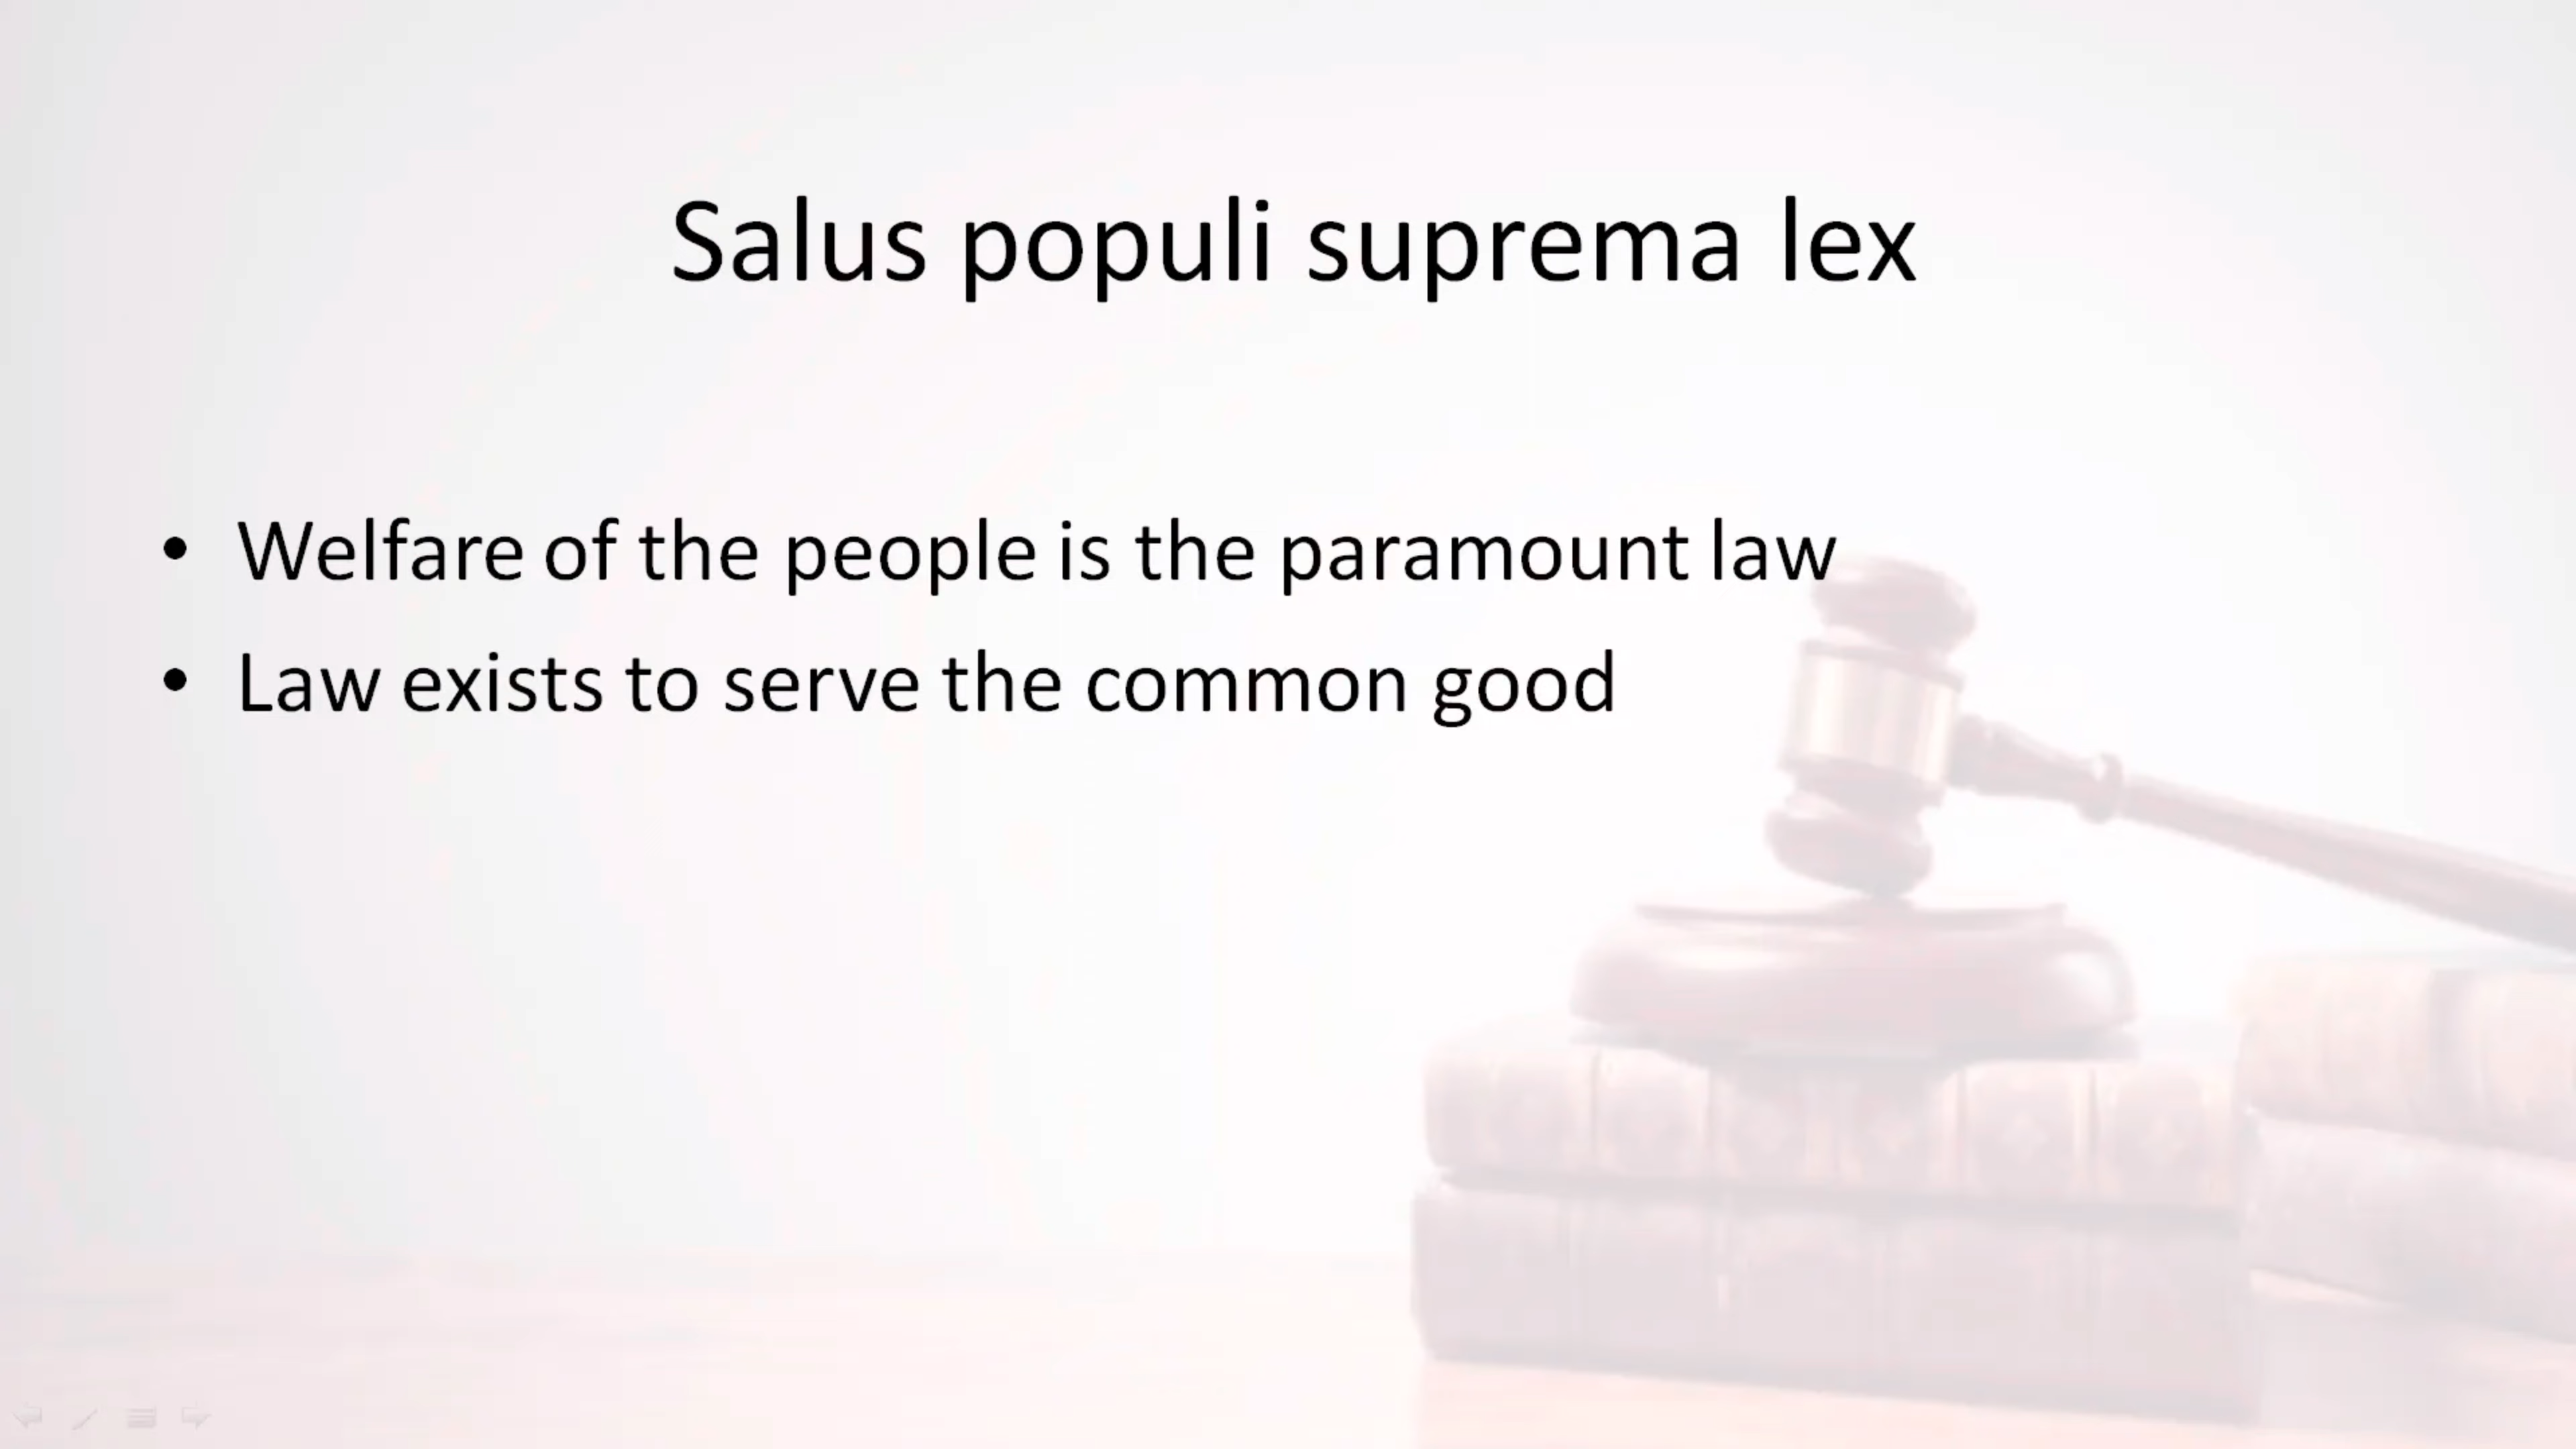 Salus populi suprema lex
• Welfare of the people is the paramount law
• Law exists to serve the common good